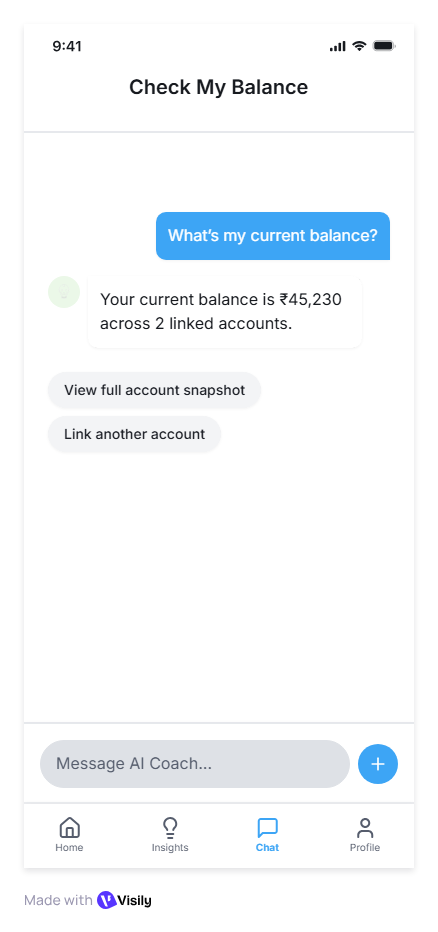 9:41
Check My Balance
What's my current balance?
Your current balance is ₹45,230
across 2 linked accounts.
View full account snapshot
Link another account
Message AI Coach...
Home
Insights
Chat
Profile
Made with Visily